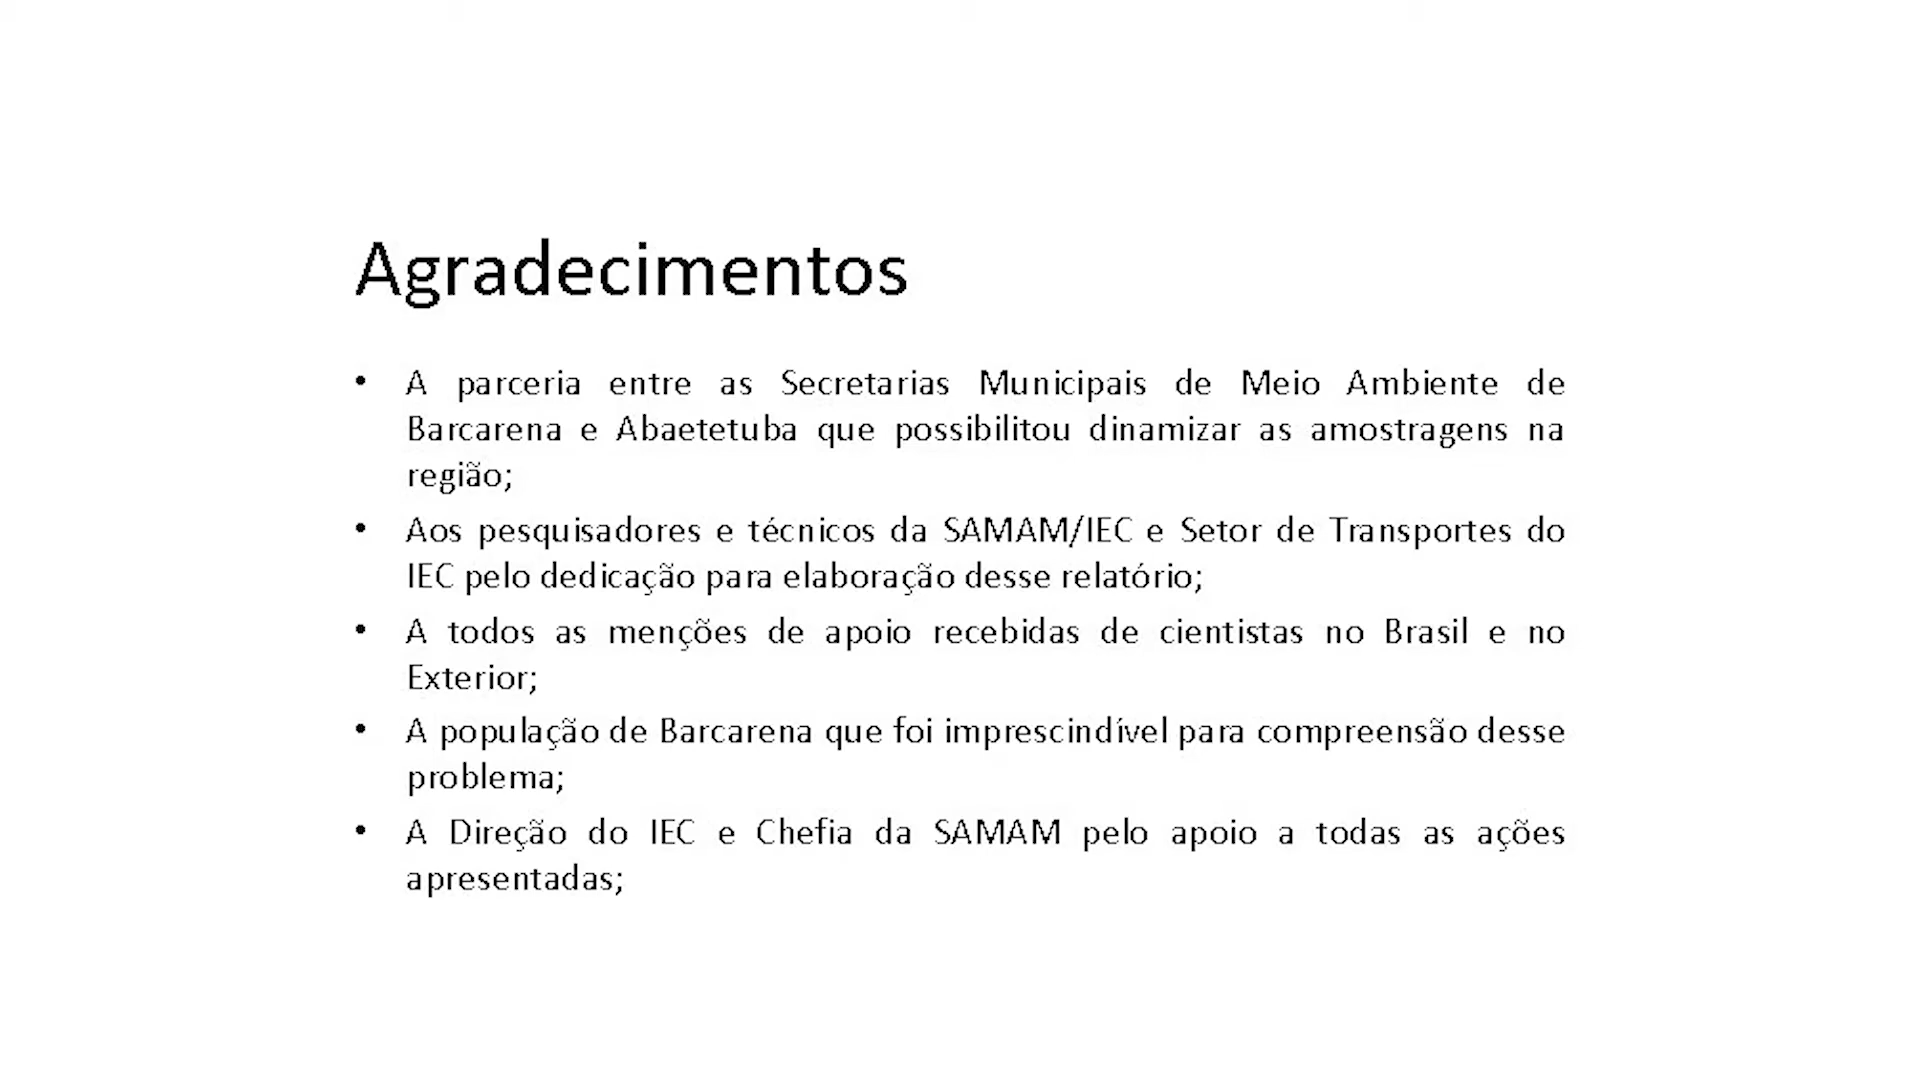 Agradecimentos
• A parceria entre as Secretarias Municipais de Meio Ambiente de
Barcarena e Abaetetuba que possibilitou dinamizar as amostragens na
região;
• Aos pesquisadores e técnicos da SAMAM/IEC e Setor de Transportes do
IEC pelo dedicação para elaboração desse relatório;
• A todos as menções de apoio recebidas de cientistas no Brasil e no
Exterior;
• A população de Barcarena que foi imprescindível para compreensão desse
problema;
• A Direção do IEC e Chefia da SAMAM pelo apoio a todas as ações
apresentadas;